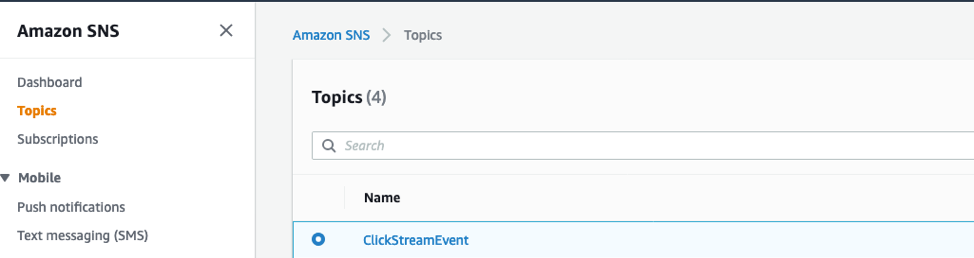 Amazon SNS
Dashboard
Topics
Subscriptions
Mobile
Push notifications
Text messaging (SMS)
Amazon SNS > Topics
Topics (4)
Search
Name
ClickStreamEvent